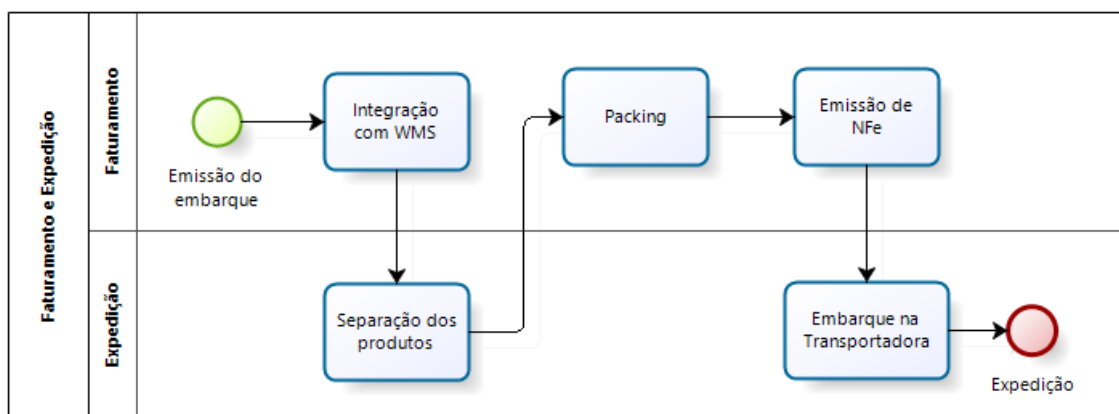 Faturamento e Expedição
Faturamento
Emissão do
embarque
Integração
com WMS
Packing
Emissão de
NFe
Expedição
Separação dos
produtos
Embarque na
Transportadora
Expedição